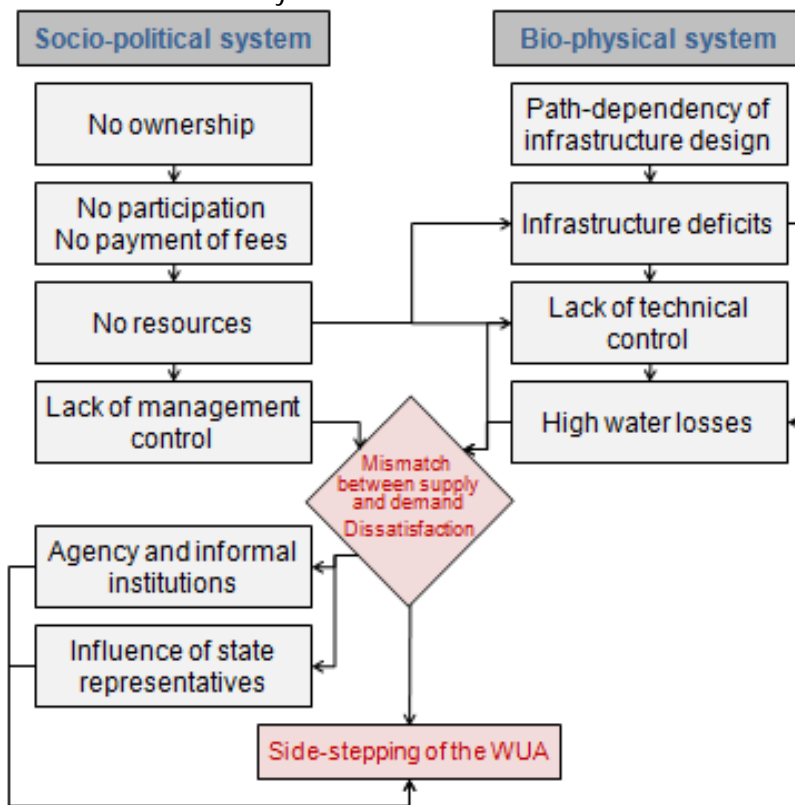 Socio-political system
Bio-physical system
No ownership
Path-dependency of
infrastructure design
No participation
No payment of fees
Infrastructure deficits
No resources
Lack of technical
control
Lack of management
control
High water losses
Mismatch
between supply
and demand
Dissatisfaction
Agency and informal
institutions
Influence of state
representatives
Side-stepping of the WUA